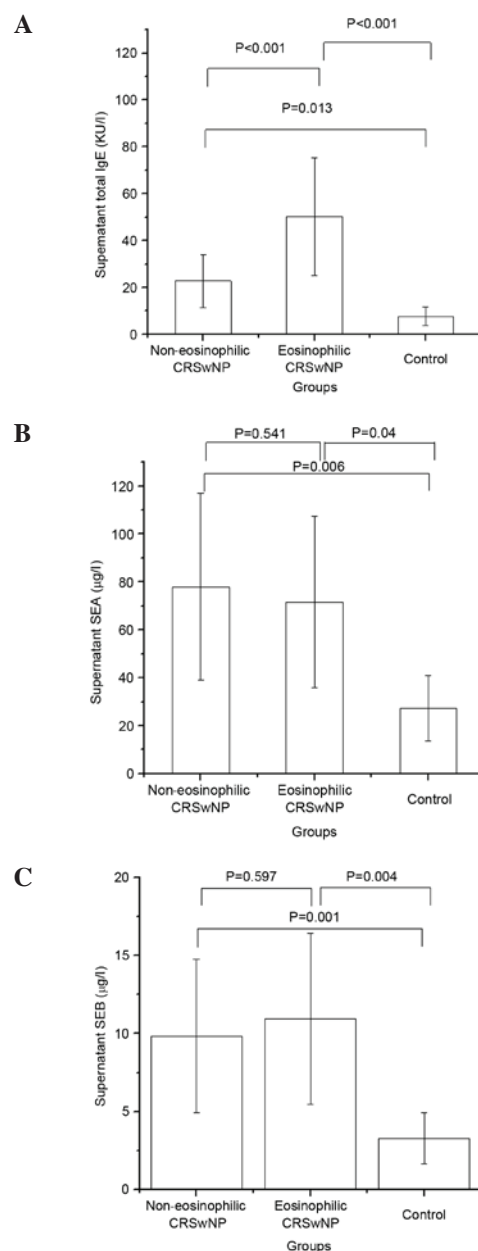 A
P<0.001
P<0.001
P=0.013
Supernatant total IgE (KU/l)
120
100
80
60
40
20
0
Non-eosinophilic CRSwNP
Eosinophilic CRSwNP
Control
Groups
B
P=0.541
P=0.04
P=0.006
Supernatant SEA (μg/l)
120
100
80
60
40
20
0
Non-eosinophilic CRSwNP
Eosinophilic CRSwNP
Control
Groups
C
P=0.597
P=0.004
P=0.001
Supernatant SEB (μg/l)
20
15
10
5
0
Non-eosinophilic CRSwNP
Eosinophilic CRSwNP
Control
Groups